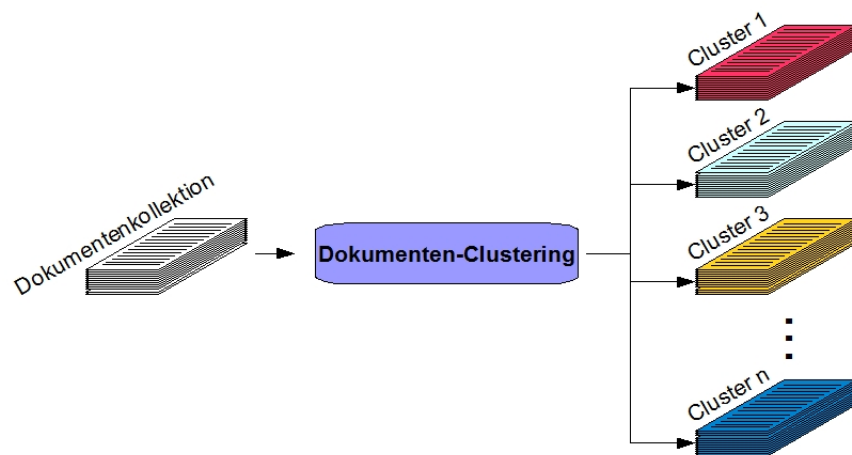 Dokumentenkollektion
Dokumenten-Clustering
Cluster 1
Cluster 2
Cluster 3
Cluster n